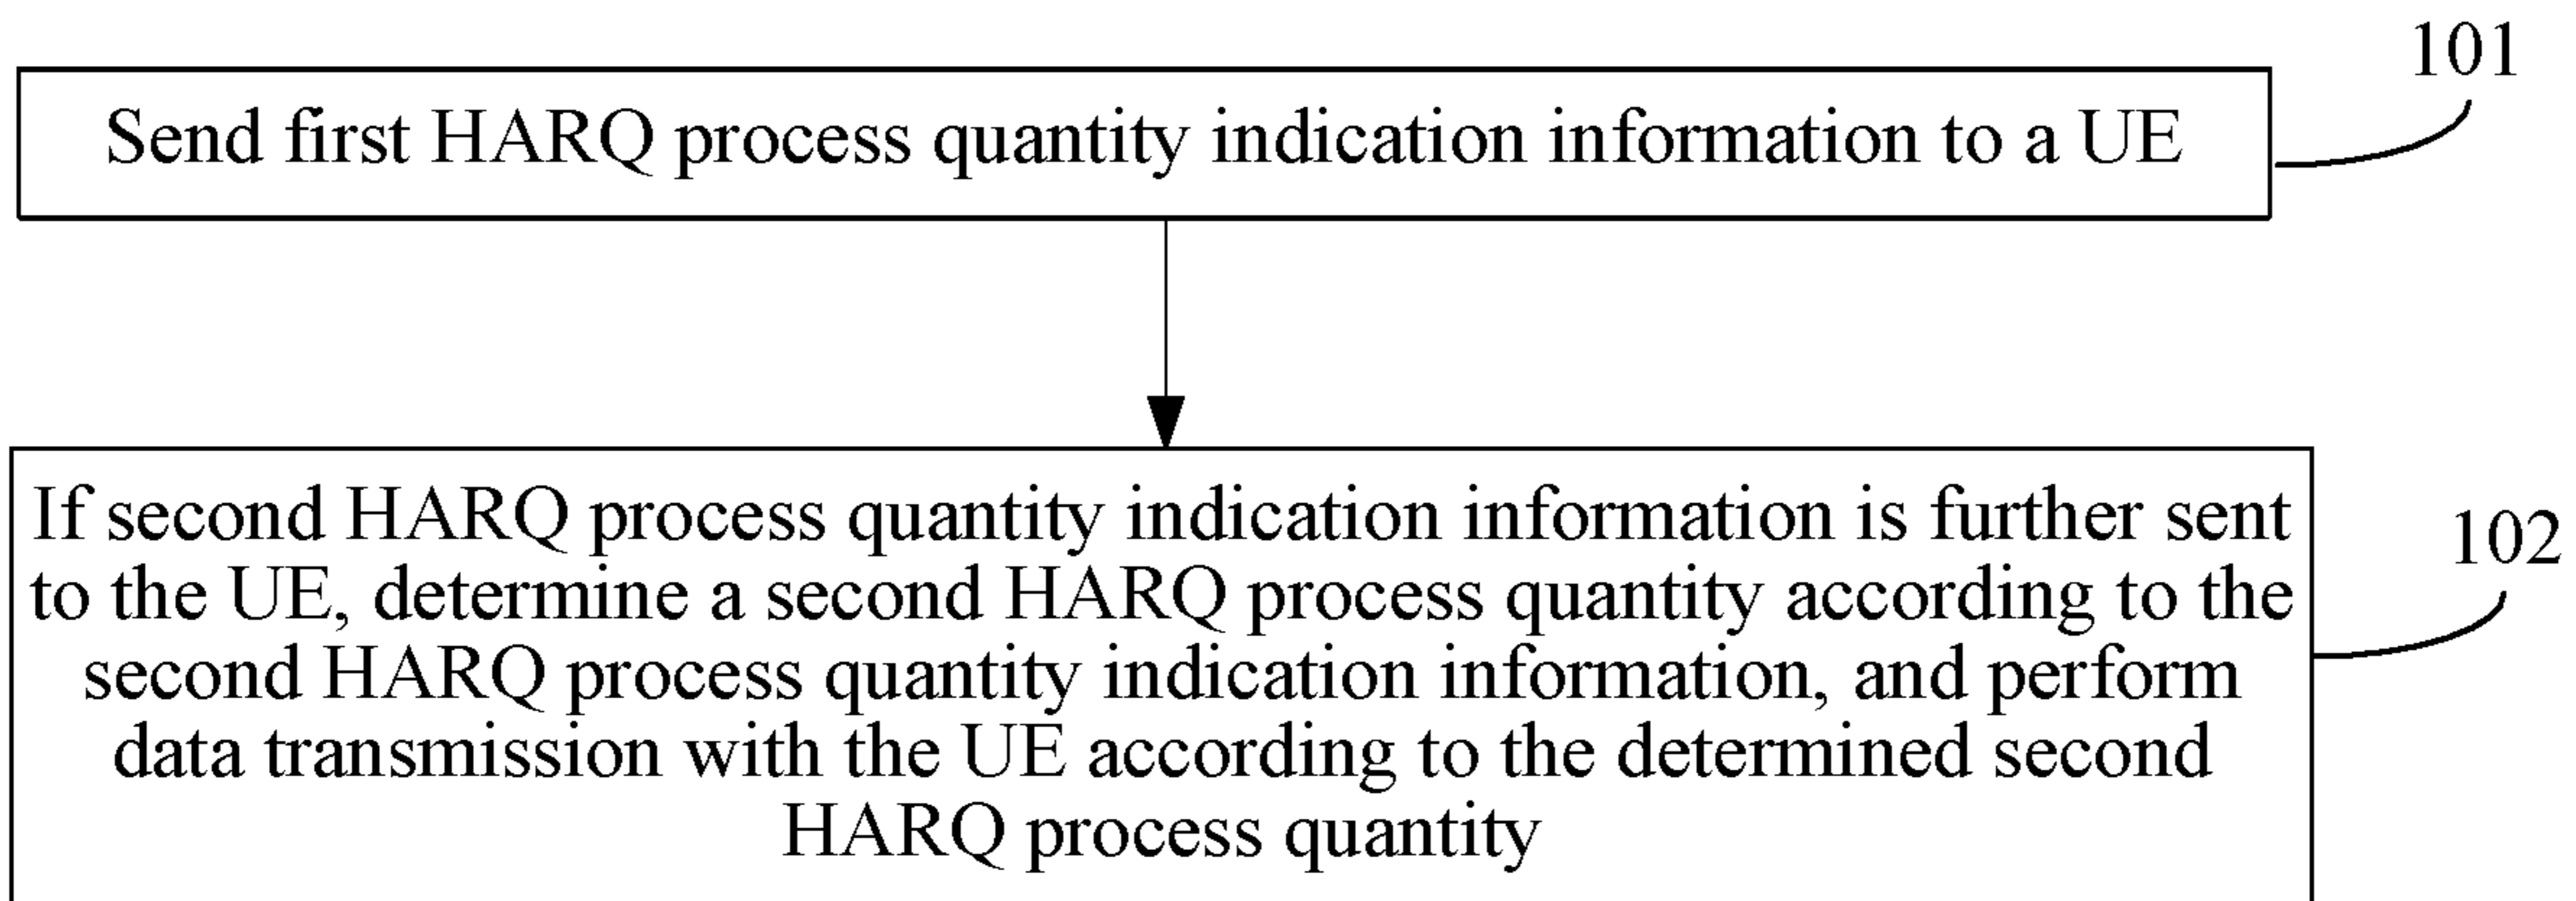 101
Send first HARQ process quantity indication information to a UE
If second HARQ process quantity indication information is further sent
102
to the UE, determine a second HARQ process quantity according to the
second HARQ process quantity indication information, and perform
data transmission with the UE according to the determined second
HARQ process quantity